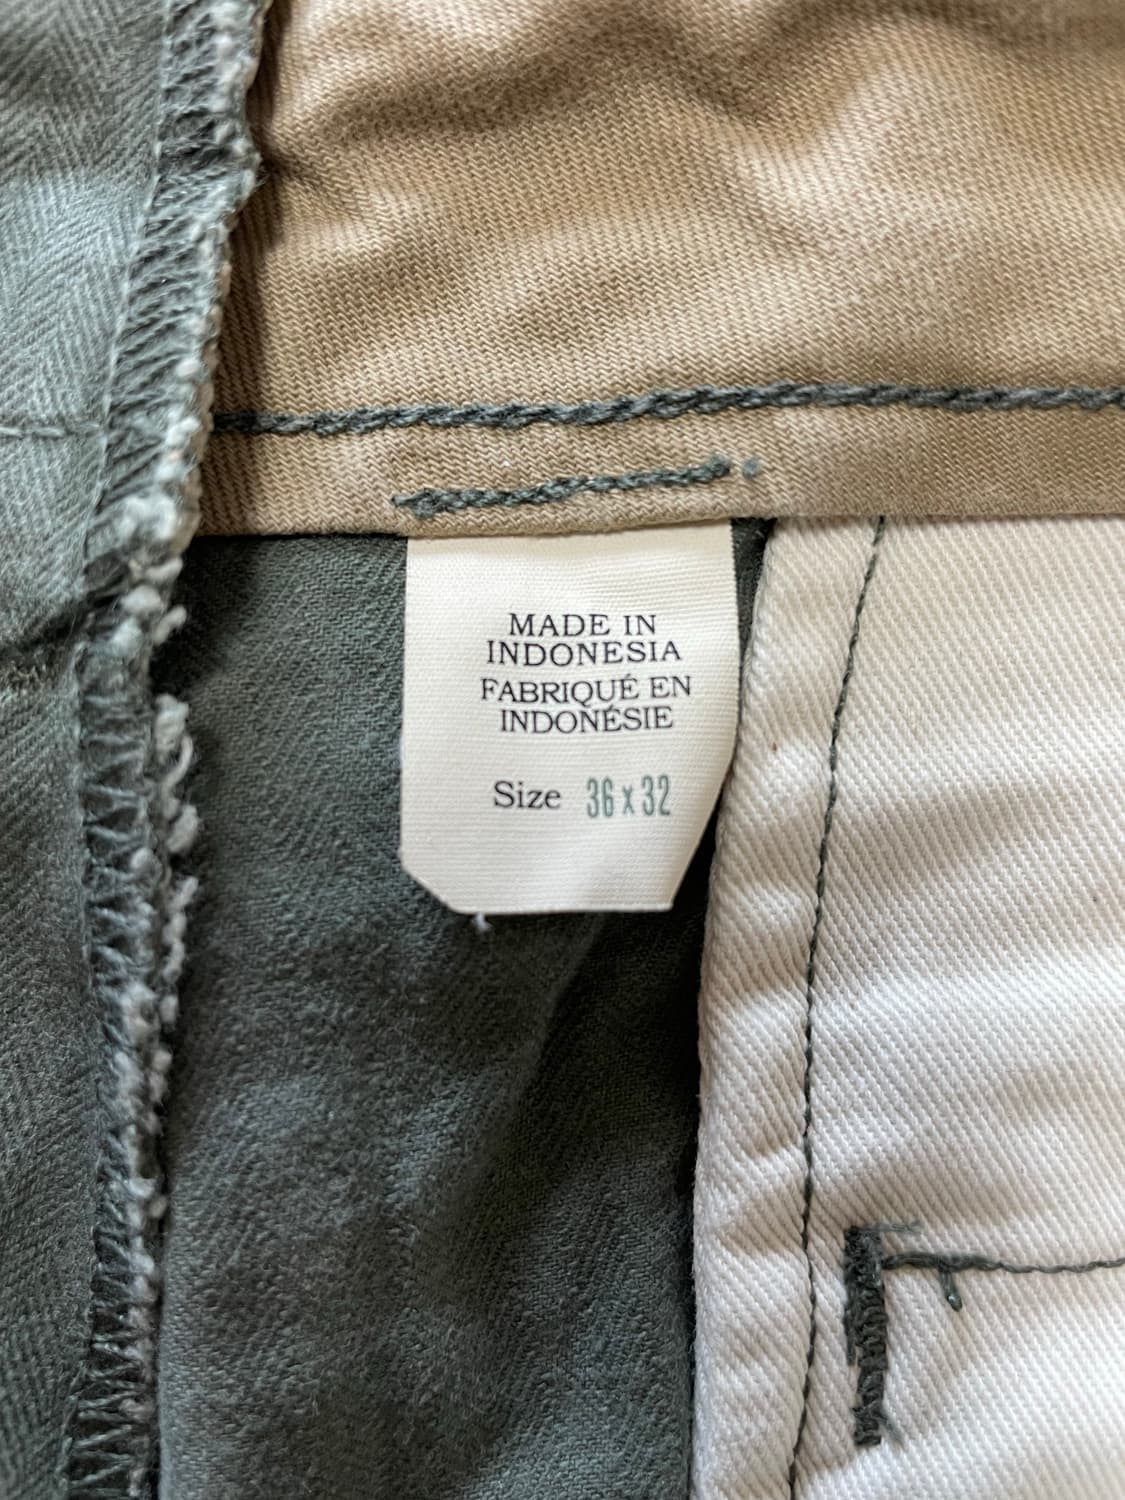 MADE IN
INDONESIA
FABRIQUÉ EN
INDONÉSIE
Size 36 x 32